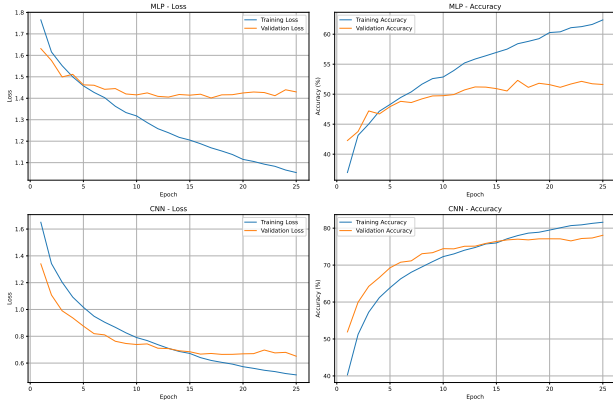 MLP - Loss
1.8
1.7
1.6
1.5
1.4
1.3
1.2
1.1
Loss
0 5 10 15 20 25
Epoch
Training Loss
Validation Loss
MLP - Accuracy
60
55
50
45
40
Accuracy (%)
0 5 10 15 20 25
Epoch
Training Accuracy
Validation Accuracy
CNN - Loss
1.6
1.4
1.2
1.0
0.8
0.6
Loss
0 5 10 15 20 25
Epoch
Training Loss
Validation Loss
CNN - Accuracy
80
70
60
50
40
Accuracy (%)
0 5 10 15 20 25
Epoch
Training Accuracy
Validation Accuracy